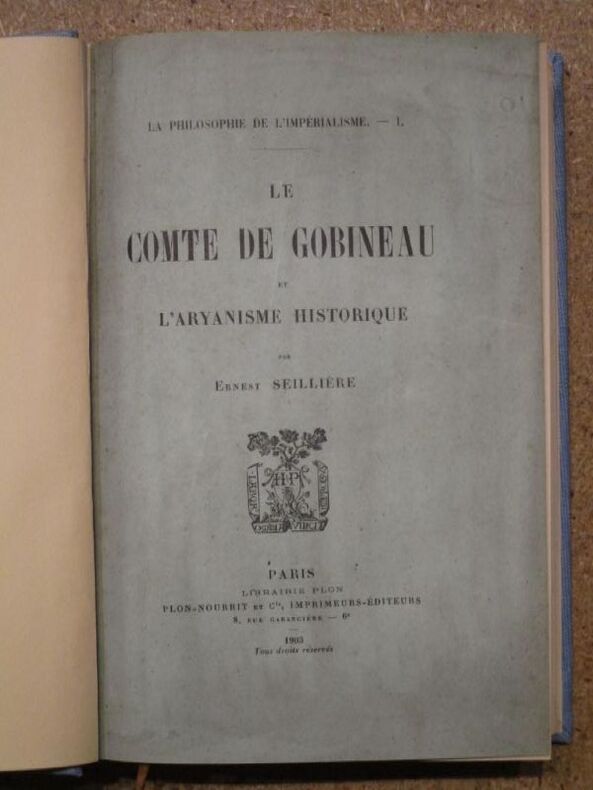 LA PHILOSOPHIE DE L'IMPÉRIALISME. — I.
LE
COMTE DE GOBINEAU
ET
L'ARYANISME HISTORIQUE
PAR
ERNEST SEILLIÈRE
H·P
PARIS
LIBRAIRIE PLON
PLON-NOURRIT ET Cie, IMPRIMEURS-ÉDITEURS
8, RUE GARANCIÈRE — 6e
1903
Tous droits réservés